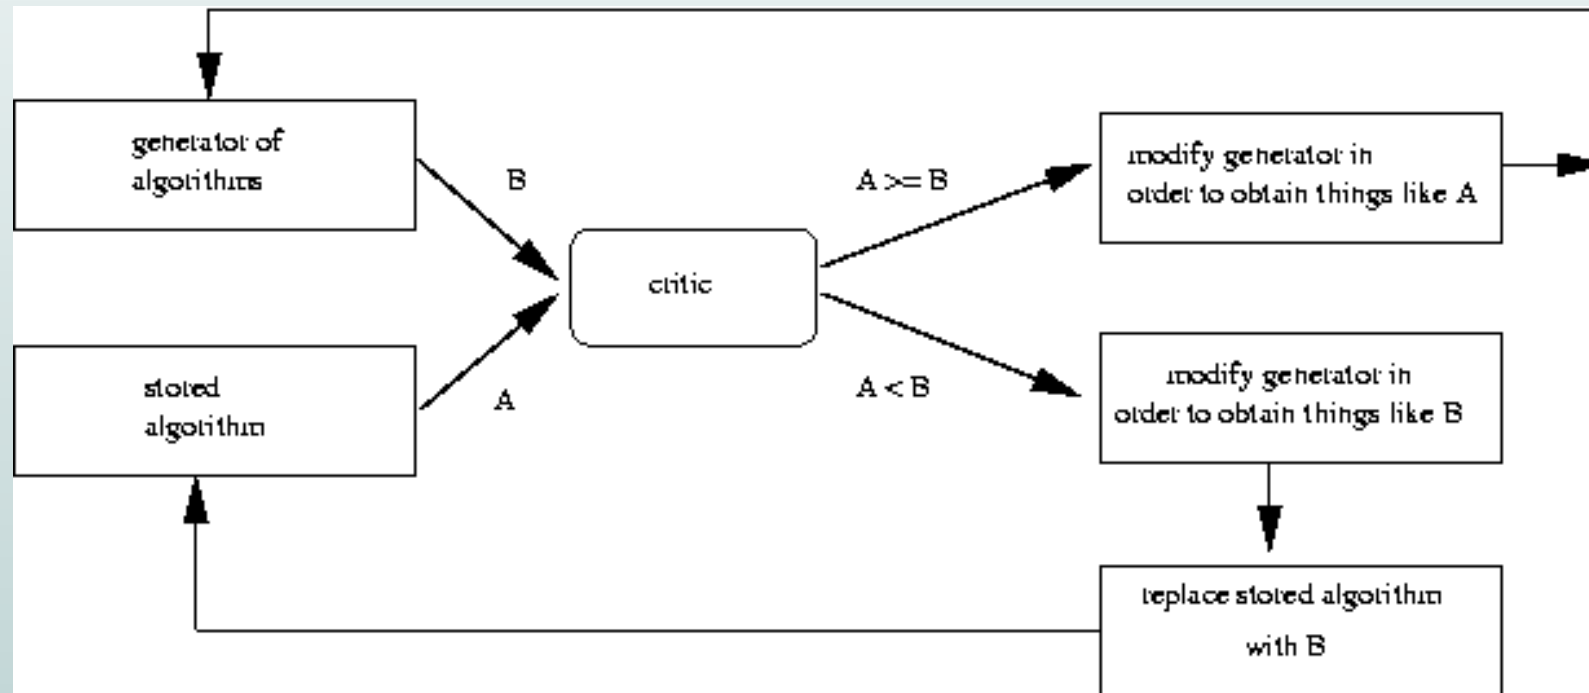 generator of
algorithms
B
A >= B
modify generator in
order to obtain things like A
critic
stored
algorithm
A
A < B
modify generator in
order to obtain things like B
replace stored algorithm
with B